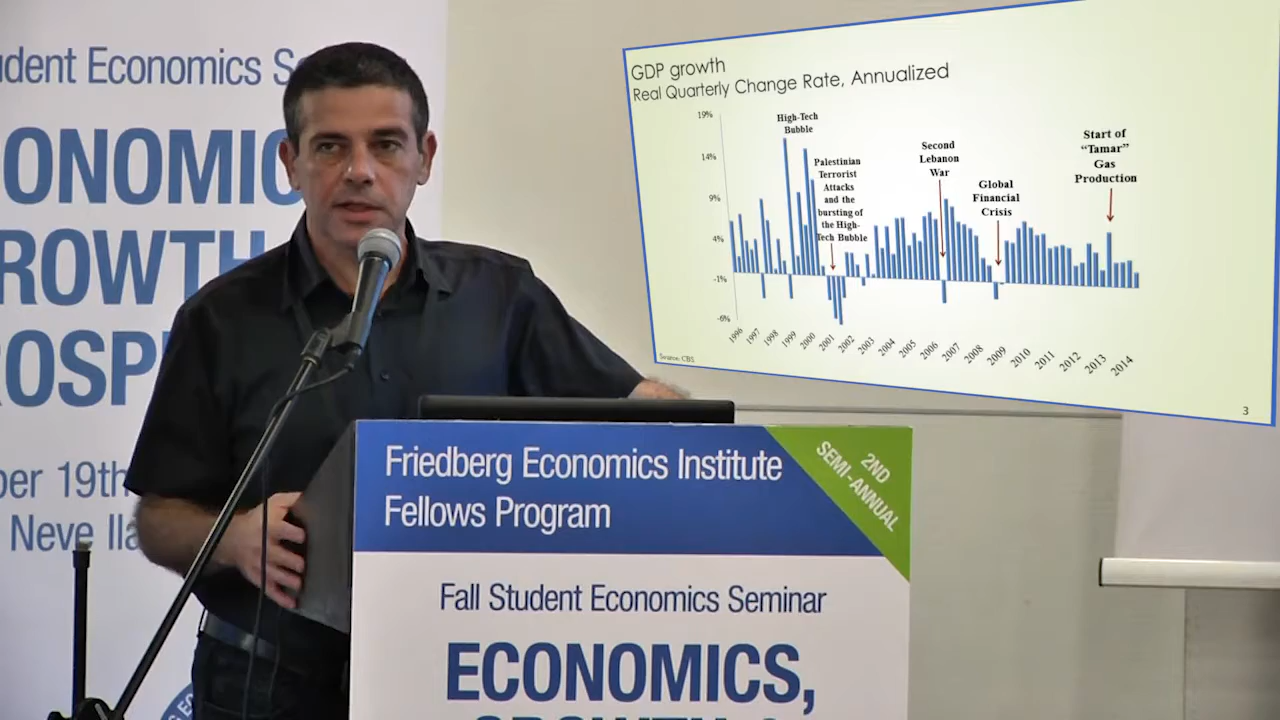 udent Economics Se
ONOMIC
ROWTH
ROSP
ber 19th
Neve Ila
GDP growth
Real Quarterly Change Rate, Annualized
19%
14%
9%
4%
-1%
-6%
High-Tech
Bubble
Palestinian
Terrorist
Attacks
and the
bursting of
the High-
Tech Bubble
Second
Lebanon
War
Global
Financial
Crisis
Start of
“Tamar”
Gas
Production
1996
1997
1998
1999
2000
2001
2002
2003
2004
2005
2006
2007
2008
2009
2010
2011
2012
2013
2014
Source: CBS
3
Friedberg Economics Institute
Fellows Program
2ND
SEMI-ANNUAL
Fall Student Economics Seminar
ECONOMICS,